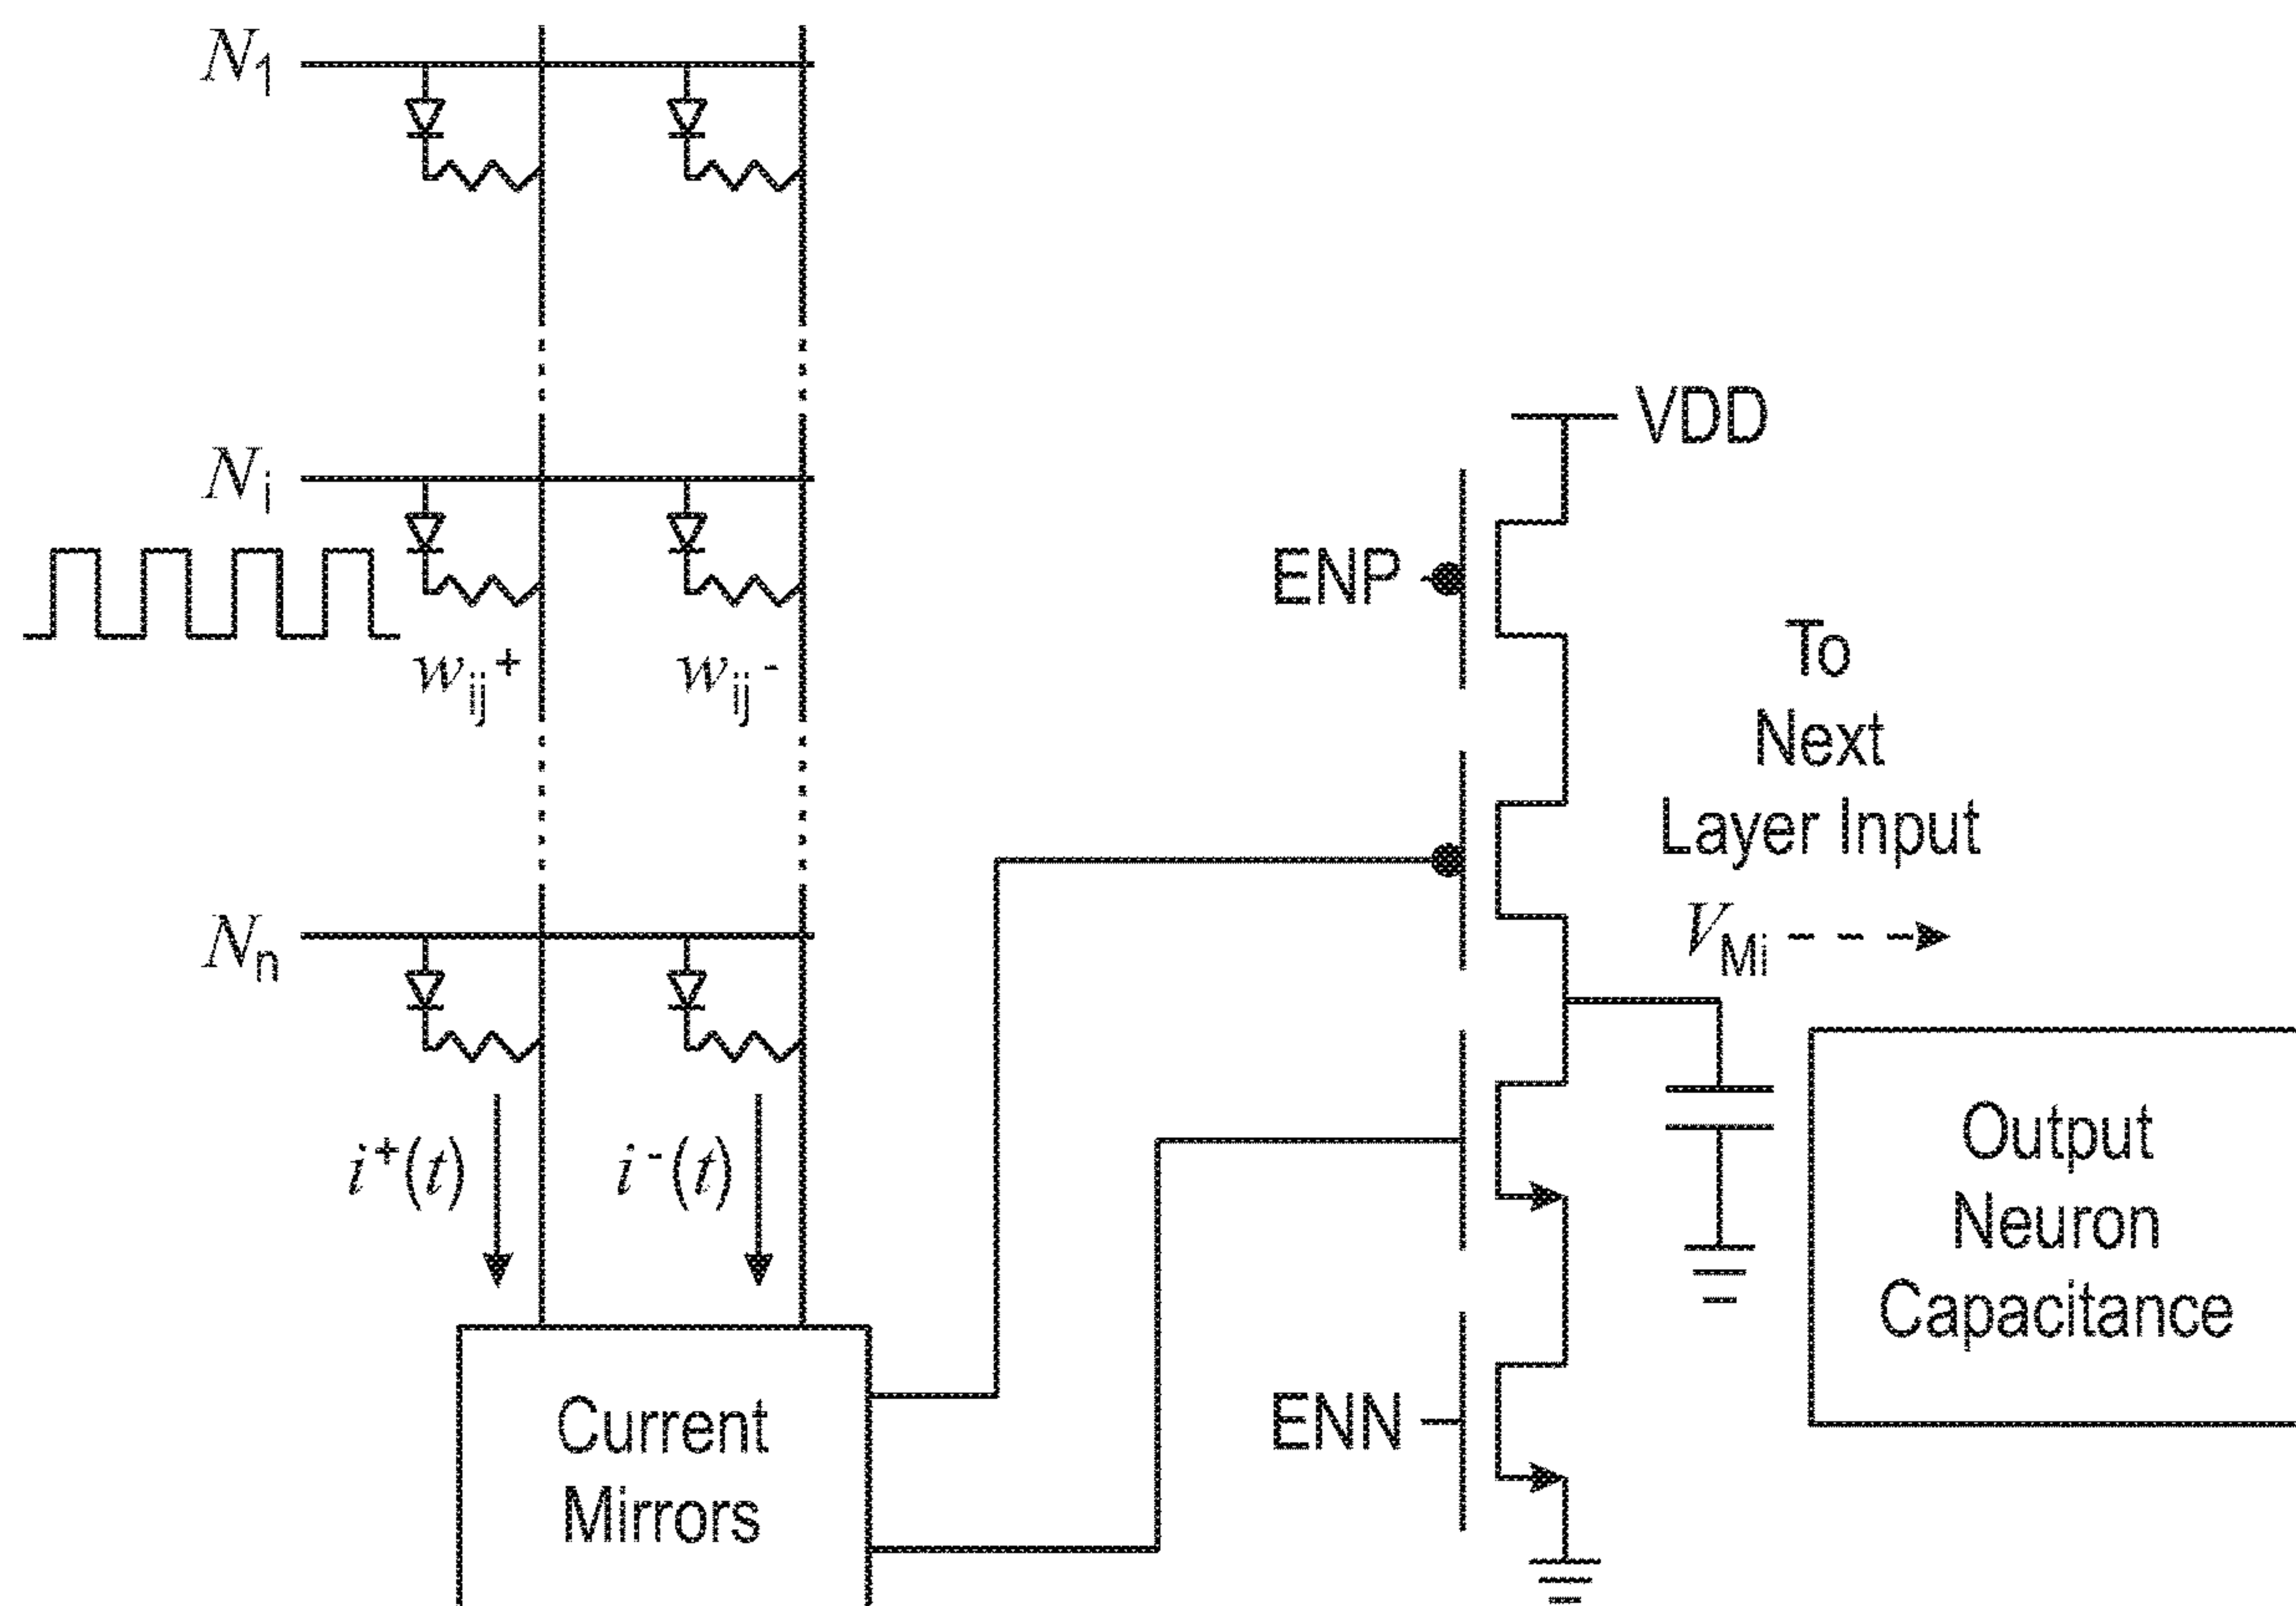 N1
Ni
wij+
wij-
Nn
i+(t)
i-(t)
Current
Mirrors
VDD
ENP
To
Next
Layer Input
VMi
ENN
Output
Neuron
Capacitance